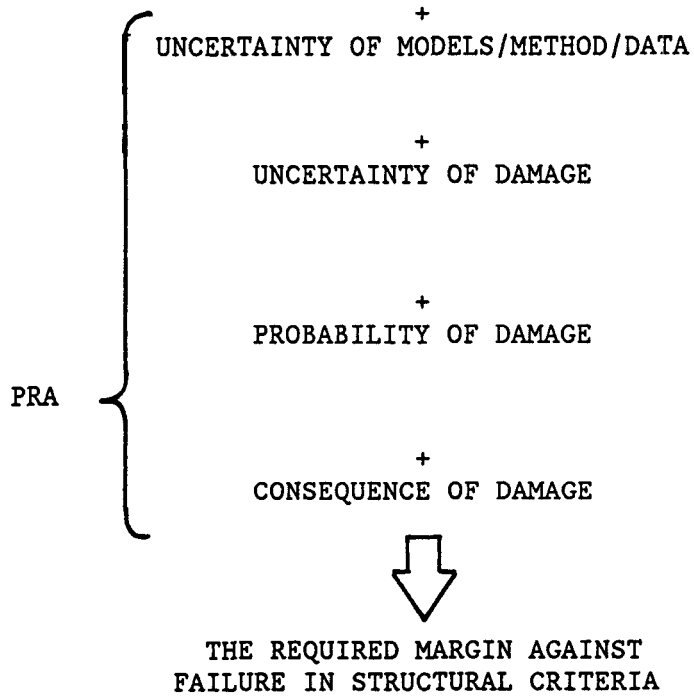 +
UNCERTAINTY OF MODELS/METHOD/DATA
+
UNCERTAINTY OF DAMAGE
+
PROBABILITY OF DAMAGE
PRA
+
CONSEQUENCE OF DAMAGE
THE REQUIRED MARGIN AGAINST
FAILURE IN STRUCTURAL CRITERIA